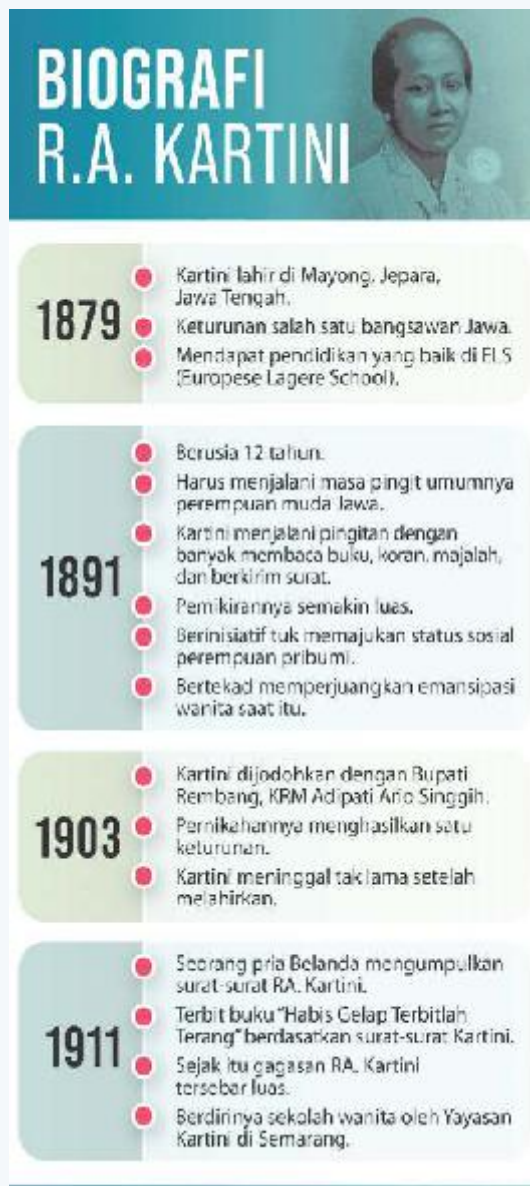 BIOGRAFI
R.A. KARTINI
1879
Kartini lahir di Mayong, Jepara,
Jawa Tengah.
Keturunan salah satu bangsawan Jawa.
Mendapat pendidikan yang baik di ELS
(Europese Lagere School).
1891
Berusia 12 tahun.
Harus menjalani masa pingit umumnya
perempuan muda Jawa.
Kartini menjalani pingitan dengan
banyak membaca buku, koran, majalah,
dan berkirim surat.
Pemikirannya semakin luas.
Berinisiatif tuk memajukan status sosial
perempuan pribumi.
Bertekad memperjuangkan emansipasi
wanita saat itu.
1903
Kartini dijodohkan dengan Bupati
Rembang, KRM Adipati Ario Singgih.
Pernikahannya menghasilkan satu
keturunan.
Kartini meninggal tak lama setelah
melahirkan.
1911
Seorang pria Belanda mengumpulkan
surat-surat RA. Kartini.
Terbit buku "Habis Gelap Terbitlah
Terang" berdasatkan surat-surat Kartini.
Sejak itu gagasan RA. Kartini
tersebar luas.
Berdirinya sekolah wanita oleh Yayasan
Kartini di Semarang.